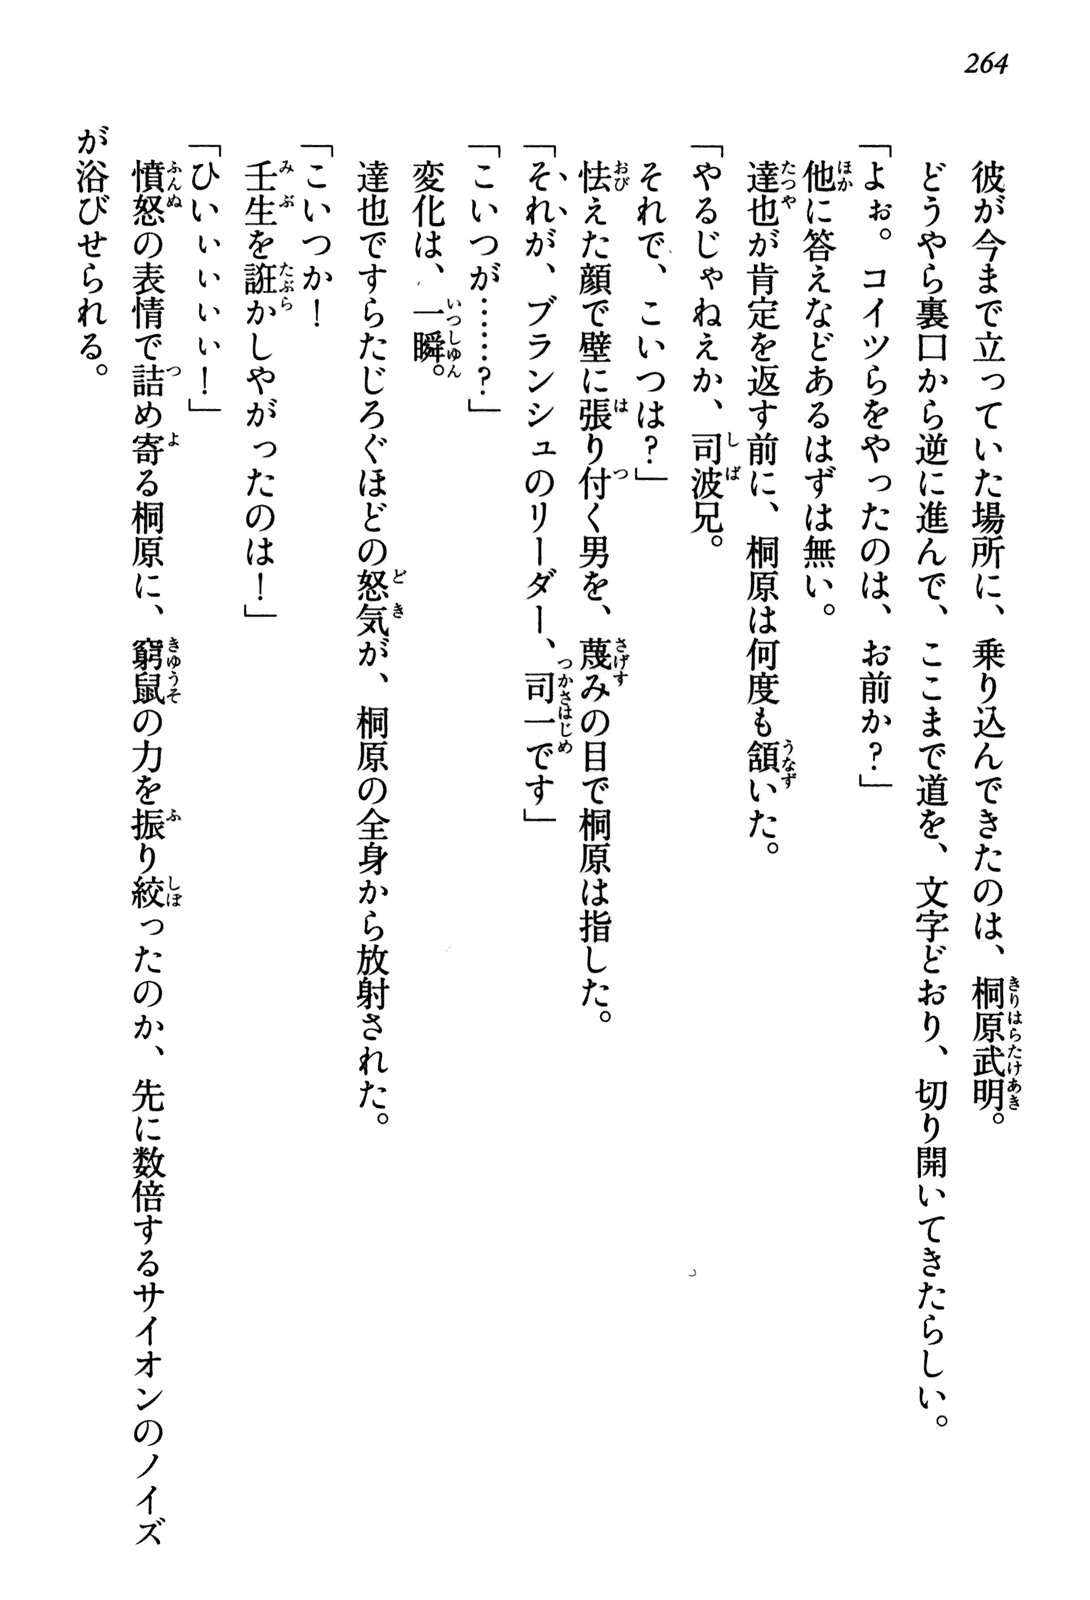 264
彼が今まで立っていた場所に、乗り込んできたのは、桐原武明。
どうやら裏口から逆に進んで、ここまで道を、文字どおり、切り開いてきたらしい。
「よぉ。コイツらをやったのは、お前か?」
他に答えなどあるはずは無い。
達也が肯定を返す前に、桐原は何度も頷いた。
「やるじゃねえか、司波兄。
それで、こいつは?」
怯えた顔で壁に張り付く男を、蔑みの目で桐原は指した。
「それが、ブランシュのリーダー、司一です」
「こいつが……?」
変化は、一瞬。
達也ですらたじろぐほどの怒気が、桐原の全身から放射された。
「こいつか!
壬生を誑かしやがったのは!」
「ひいぃぃぃぃ!」
憤怒の表情で詰め寄る桐原に、窮鼠の力を振り絞ったのか、先に数倍するサイオンのノイズ
が浴びせられる。